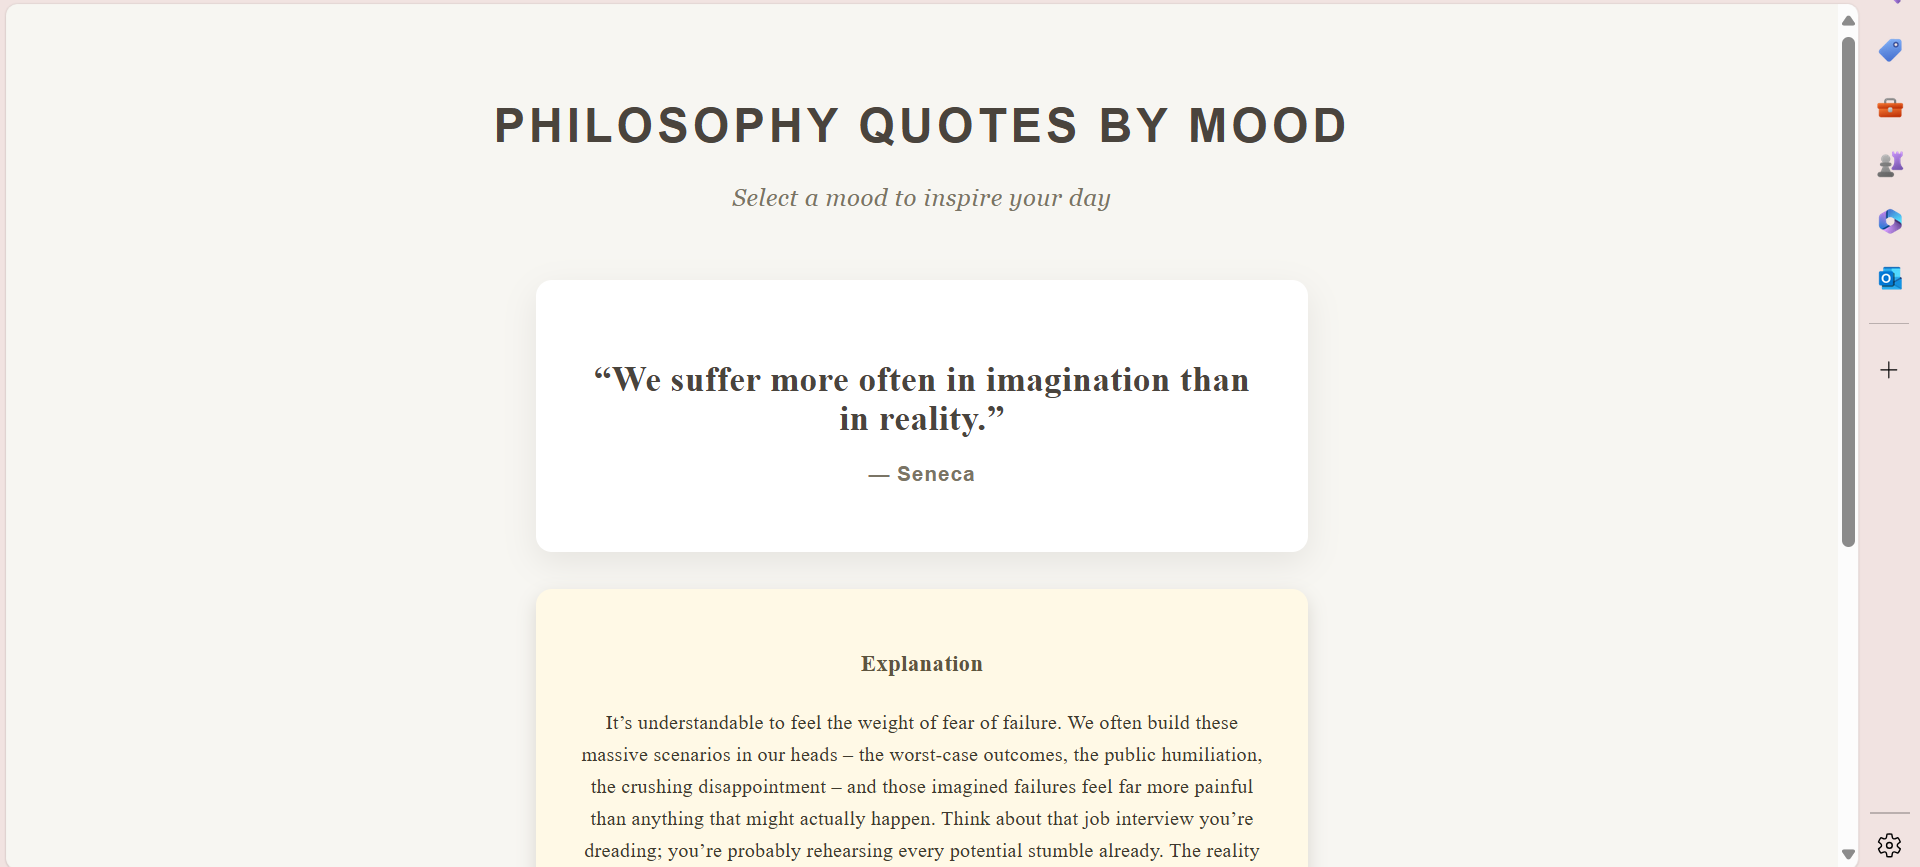 PHILOSOPHY QUOTES BY MOOD
Select a mood to inspire your day
“We suffer more often in imagination than
in reality.”
— Seneca
Explanation
It’s understandable to feel the weight of fear of failure. We often build these
massive scenarios in our heads – the worst-case outcomes, the public humiliation,
the crushing disappointment – and those imagined failures feel far more painful
than anything that might actually happen. Think about that job interview you’re
dreading; you’re probably rehearsing every potential stumble already. The reality